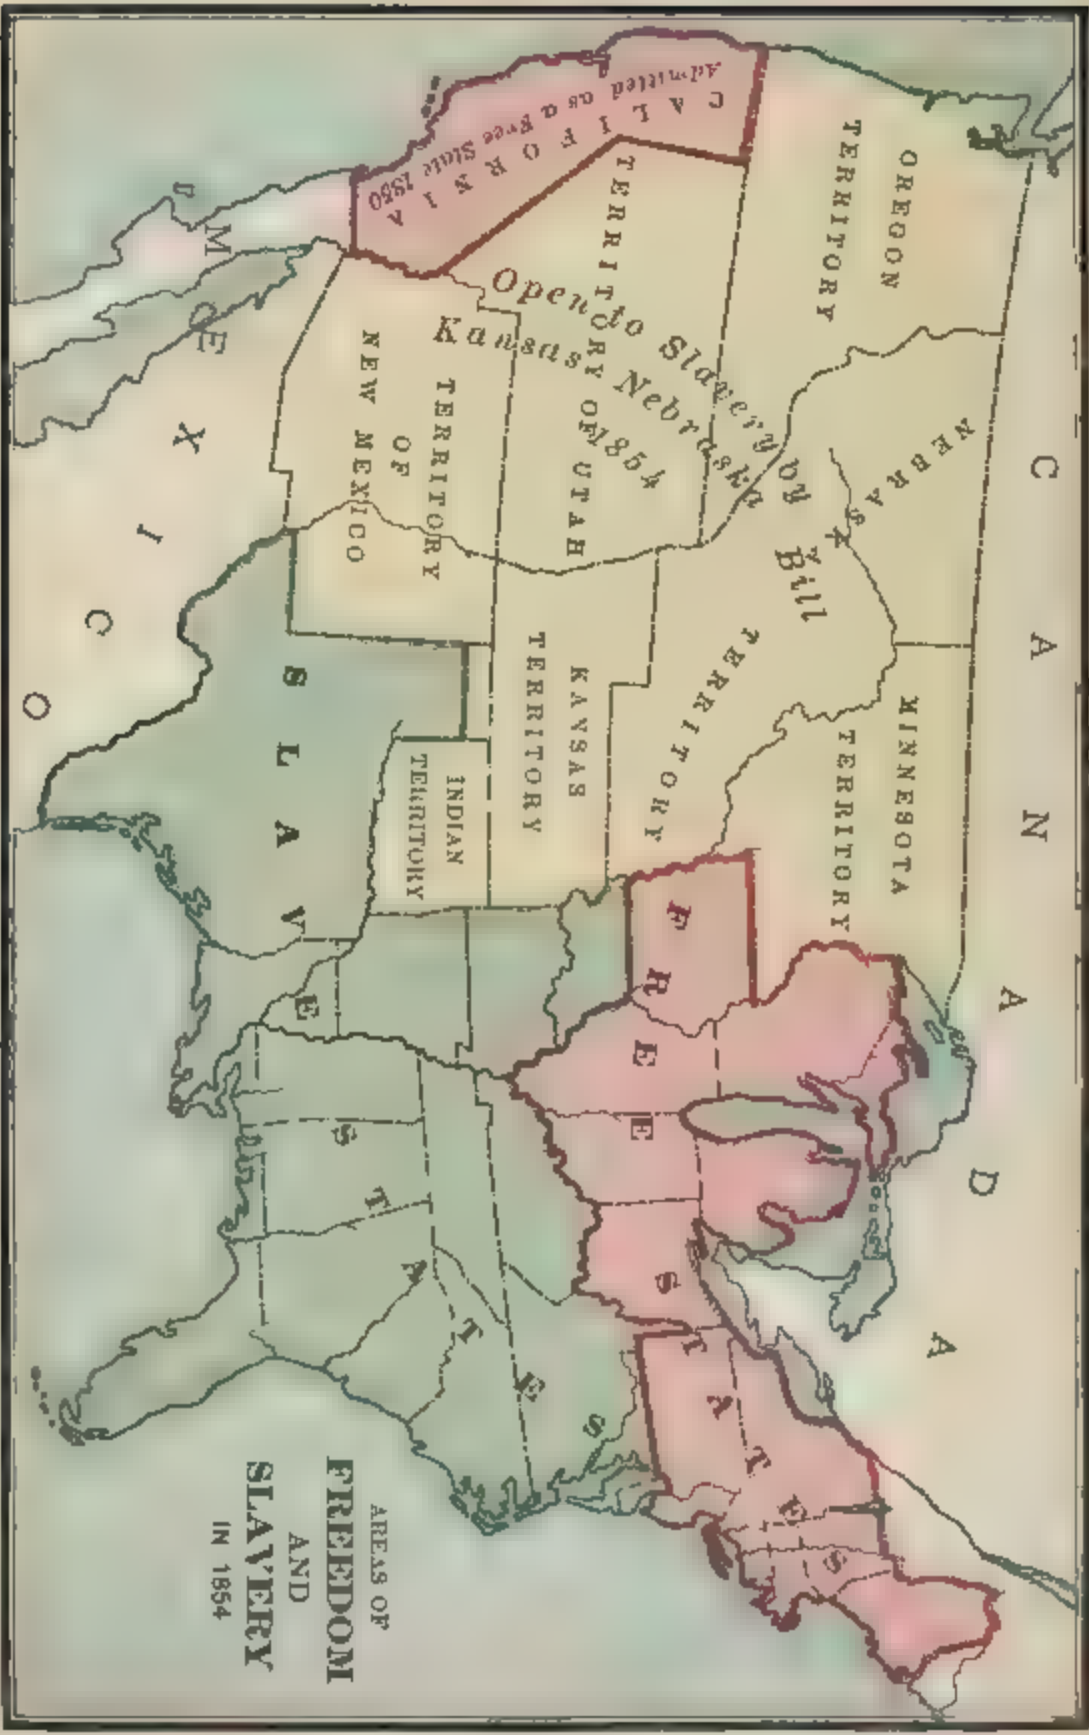 CANADA
OREGON
TERRITORY
NEBRASKA
TERRITORY
MINNESOTA
TERRITORY
CALIFORNIA
Admitted as a Free State 1850
TERRITORY OF UTAH
Open to Slavery by
Kansas Nebraska Bill
1854
TERRITORY
OF
NEW MEXICO
KANSAS
TERRITORY
INDIAN
TERRITORY
FREE STATES
SLAVE STATES
MEXICO
AREAS OF
FREEDOM
AND
SLAVERY
IN 1854